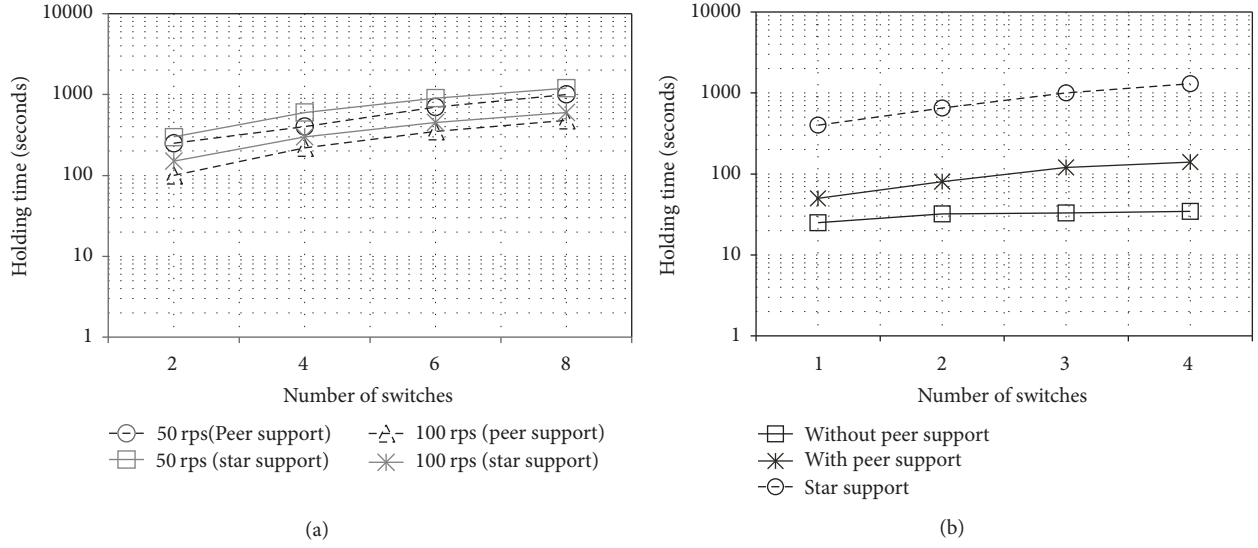 10000
1000
100
10
1
Holding time (seconds)
2 4 6 8
Number of switches
50 rps(Peer support)
100 rps (peer support)
50 rps (star support)
100 rps (star support)
(a)
10000
1000
100
10
1
Holding time (seconds)
1 2 3 4
Number of switches
Without peer support
With peer support
Star support
(b)